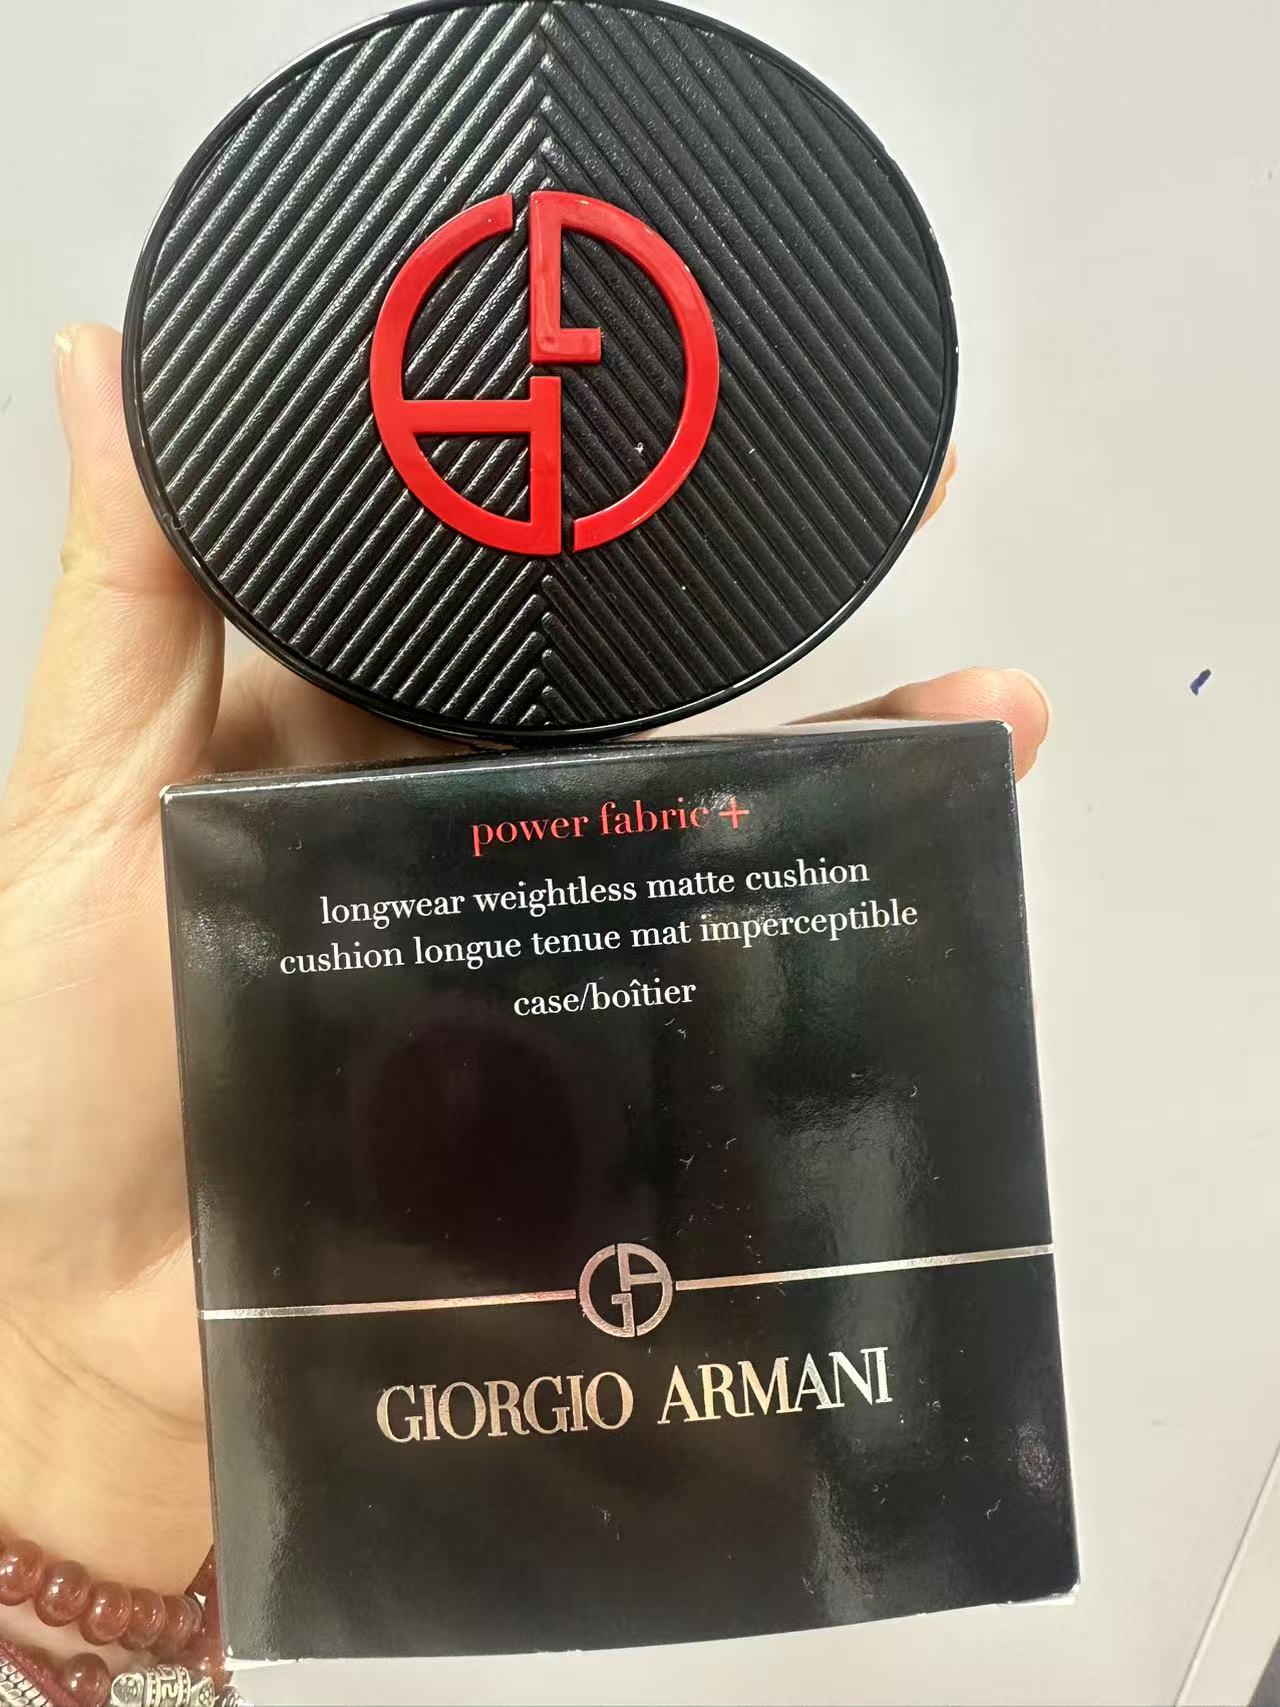 power fabric +
longwear weightless matte cushion
cushion longue tenue mat imperceptible
case/boîtier
GIORGIO ARMANI